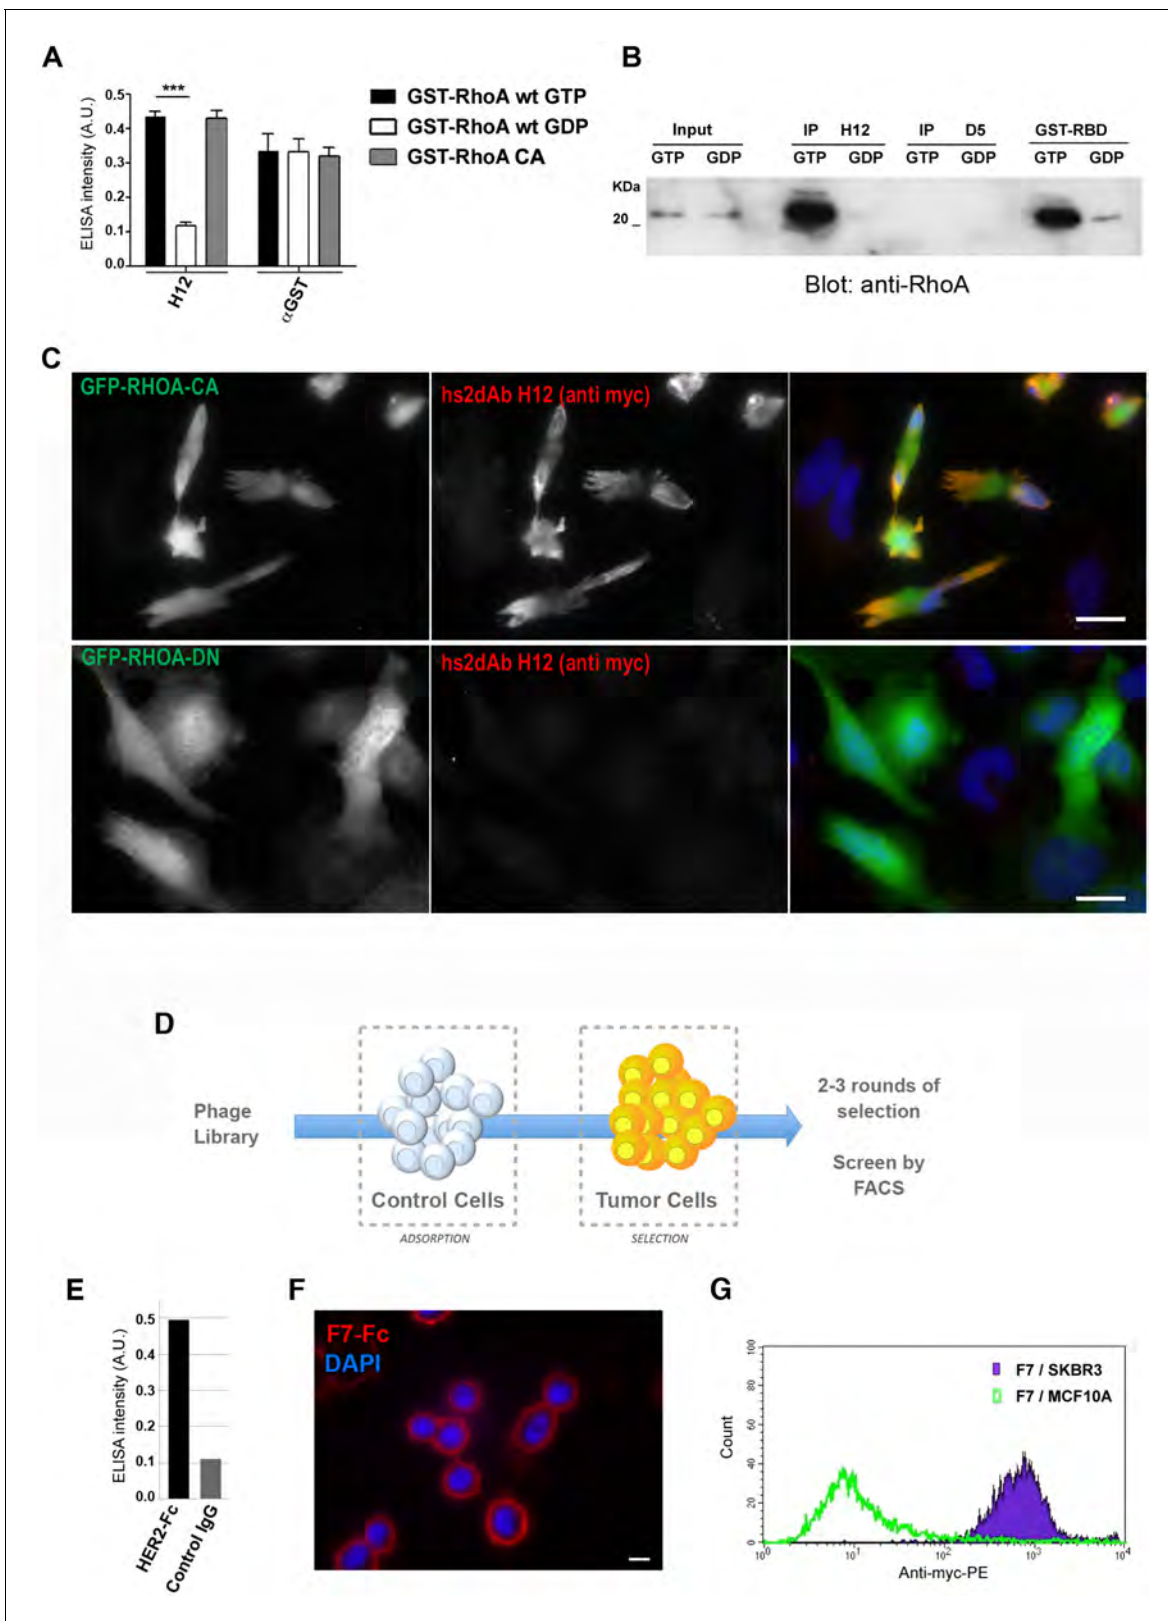 A
ELISA intensity (A.U.)
0.5
0.4
0.3
0.2
0.1
0.0
***
H12
αGST
GST-RhoA wt GTP
GST-RhoA wt GDP
GST-RhoA CA
B
Input IP H12 IP D5 GST-RBD
GTP GDP GTP GDP GTP GDP GTP GDP
KDa
20 _
Blot: anti-RhoA
C
GFP-RHOA-CA
hs2dAb H12 (anti myc)
GFP-RHOA-DN
hs2dAb H12 (anti myc)
D
Phage
Library
Control Cells
ADSORPTION
Tumor Cells
SELECTION
2-3 rounds of
selection
Screen by
FACS
E
ELISA intensity (A.U.)
0.5
0.4
0.3
0.2
0.1
0.0
HER2-Fc
Control IgG
F
F7-Fc
DAPI
G
Count
100
80
60
40
20
0
F7 / SKBR3
F7 / MCF10A
10⁰ 10¹ 10² 10³ 10⁴
Anti-myc-PE